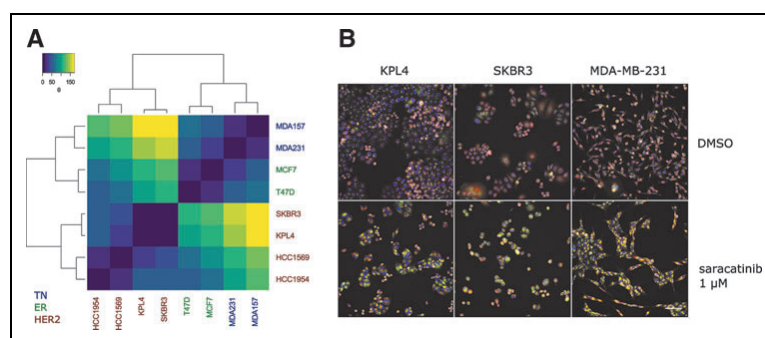 A
0 50 150
θ
MDA157
MDA231
MCF7
T47D
SKBR3
KPL4
HCC1569
HCC1954
TN
ER
HER2
HCC1954
HCC1569
KPL4
SKBR3
T47D
MCF7
MDA231
MDA157
B
KPL4 SKBR3 MDA-MB-231
DMSO
saracatinib
1 μM